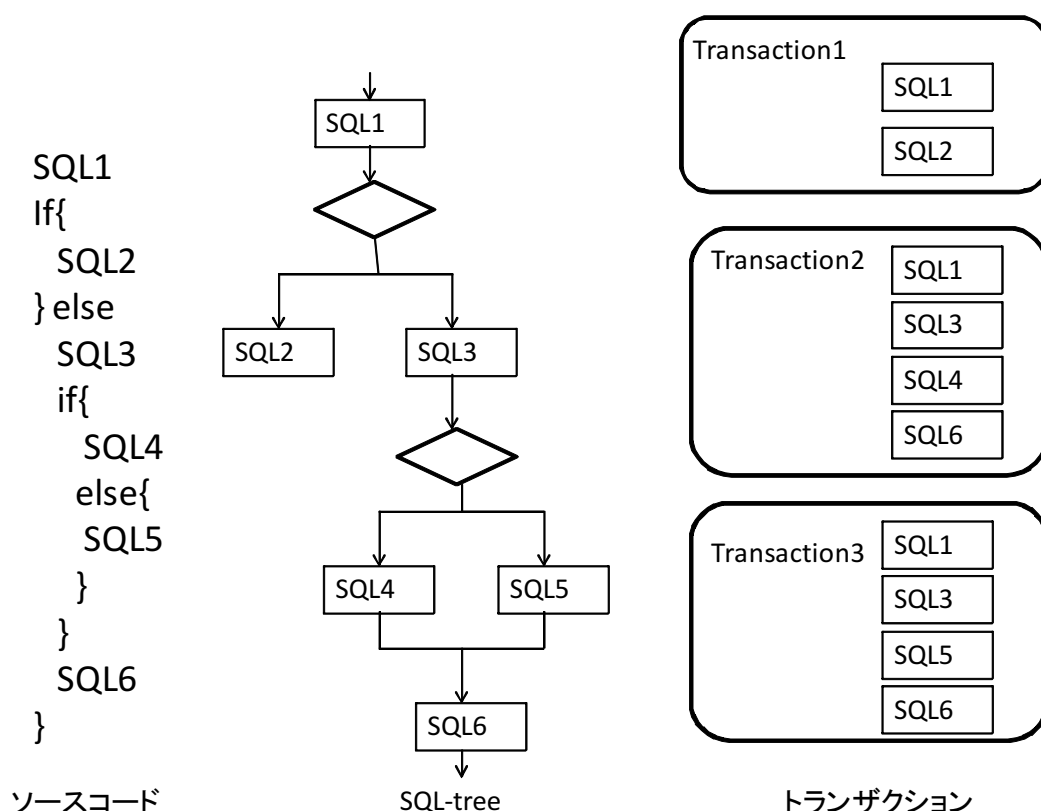 SQL1
If{
SQL2
} else
SQL3
if{
SQL4
else{
SQL5
}
}
SQL6
}
ソースコード
SQL1
SQL2
SQL3
SQL4
SQL5
SQL6
SQL-tree
Transaction1
SQL1
SQL2
Transaction2
SQL1
SQL3
SQL4
SQL6
Transaction3
SQL1
SQL3
SQL5
SQL6
トランザクション